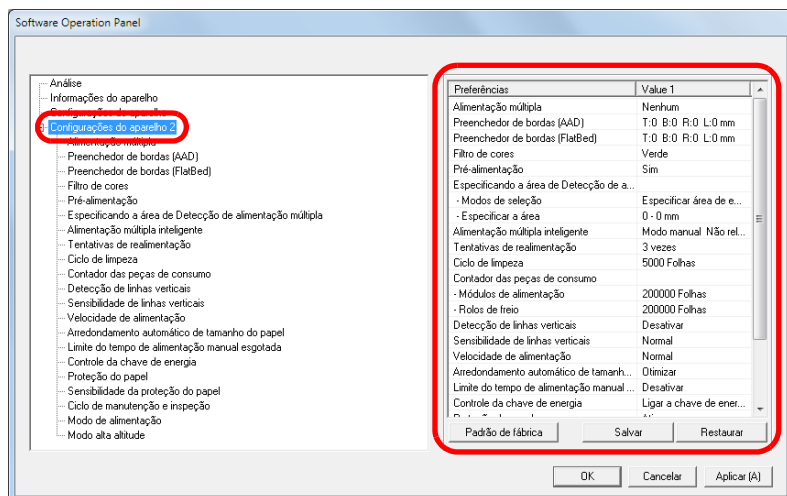 Software Operation Panel
Análise
Informações do aparelho
Configurações do aparelho 2
Alimentação múltipla
Preenchedor de bordas (AAD)
Preenchedor de bordas (FlatBed)
Filtro de cores
Pré-alimentação
Especificando a área de Detecção de alimentação múltipla
Alimentação múltipla inteligente
Tentativas de realimentação
Ciclo de limpeza
Contador das peças de consumo
Detecção de linhas verticais
Sensibilidade de linhas verticais
Velocidade de alimentação
Arredondamento automático de tamanho do papel
Limite do tempo de alimentação manual esgotada
Controle da chave de energia
Proteção do papel
Sensibilidade da proteção do papel
Ciclo de manutenção e inspeção
Modo de alimentação
Modo alta altitude
Preferências Value 1
Alimentação múltipla Nenhum
Preenchedor de bordas (AAD) T:0 B:0 R:0 L:0 mm
Preenchedor de bordas (FlatBed) T:0 B:0 R:0 L:0 mm
Filtro de cores Verde
Pré-alimentação Sim
Especificando a área de Detecção de a...
- Modos de seleção Especificar área de e...
- Especificar a área 0 - 0 mm
Alimentação múltipla inteligente Modo manual Não rel...
Tentativas de realimentação 3 vezes
Ciclo de limpeza 5000 Folhas
Contador das peças de consumo
- Módulos de alimentação 200000 Folhas
- Rolos de freio 200000 Folhas
Detecção de linhas verticais Desativar
Sensibilidade de linhas verticais Normal
Velocidade de alimentação Normal
Arredondamento automático de tamanh... Otimizar
Limite do tempo de alimentação manual ... Desativar
Controle da chave de energia Ligar a chave de ener...
Padrão de fábrica Salvar Restaurar
OK Cancelar Aplicar (A)